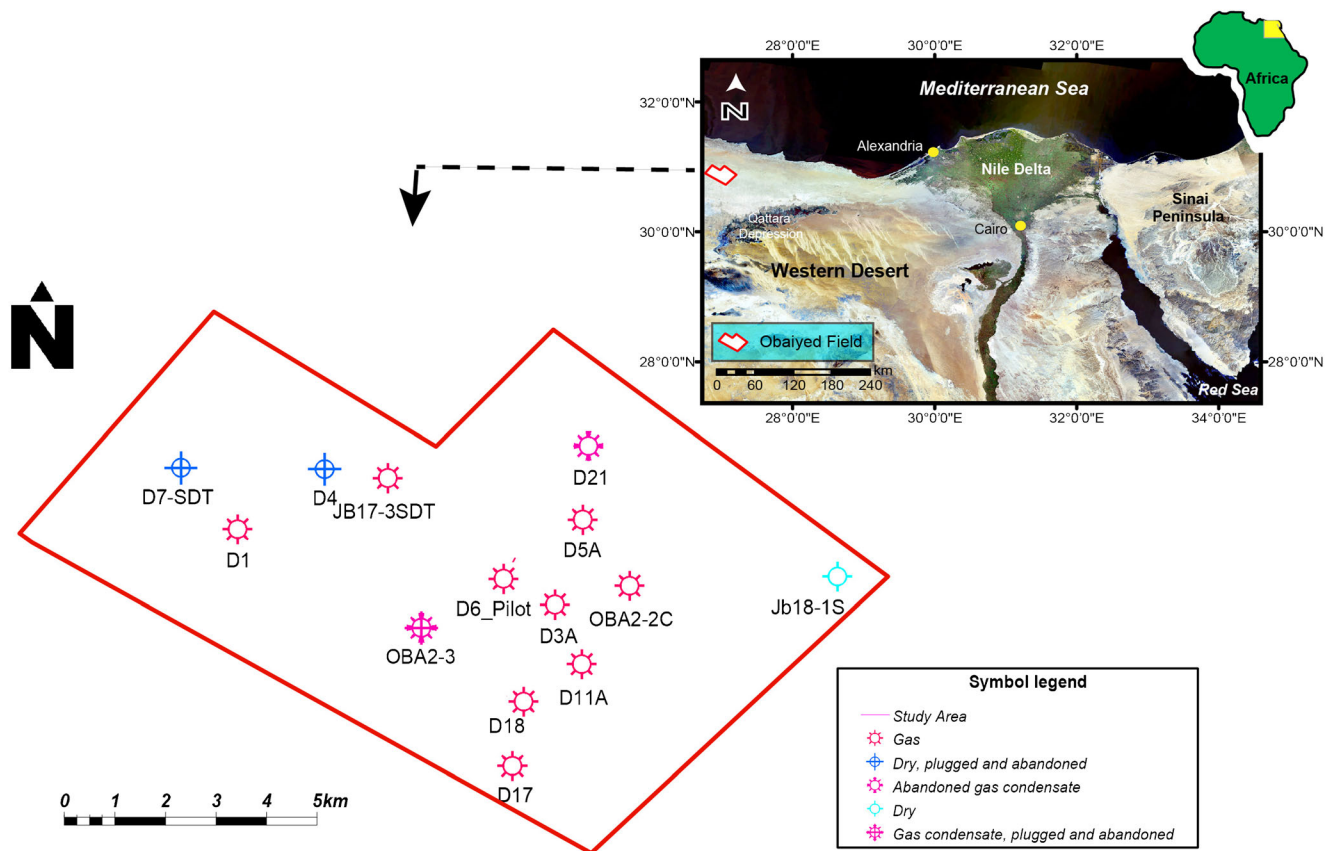 28°0'0"E
30°0'0"E
32°0'0"E
Africa
32°0'0"N
Mediterranean Sea
N
Alexandria
Nile Delta
Sinai
Peninsula
Qattara
Depression
30°0'0"N
30°0'0"N
Cairo
Western Desert
Obaiyed Field
km
0 60 120 180 240
28°0'0"N
28°0'0"N
Red Sea
28°0'0"E
30°0'0"E
32°0'0"E
34°0'0"E
N
D7-SDT
D4
JB17-3SDT
D21
D1
D5A
D6_Pilot
D3A
OBA2-2C
Jb18-1S
OBA2-3
D11A
D18
D17
0 1 2 3 4 5km
Symbol legend
Study Area
Gas
Dry, plugged and abandoned
Abandoned gas condensate
Dry
Gas condensate, plugged and abandoned